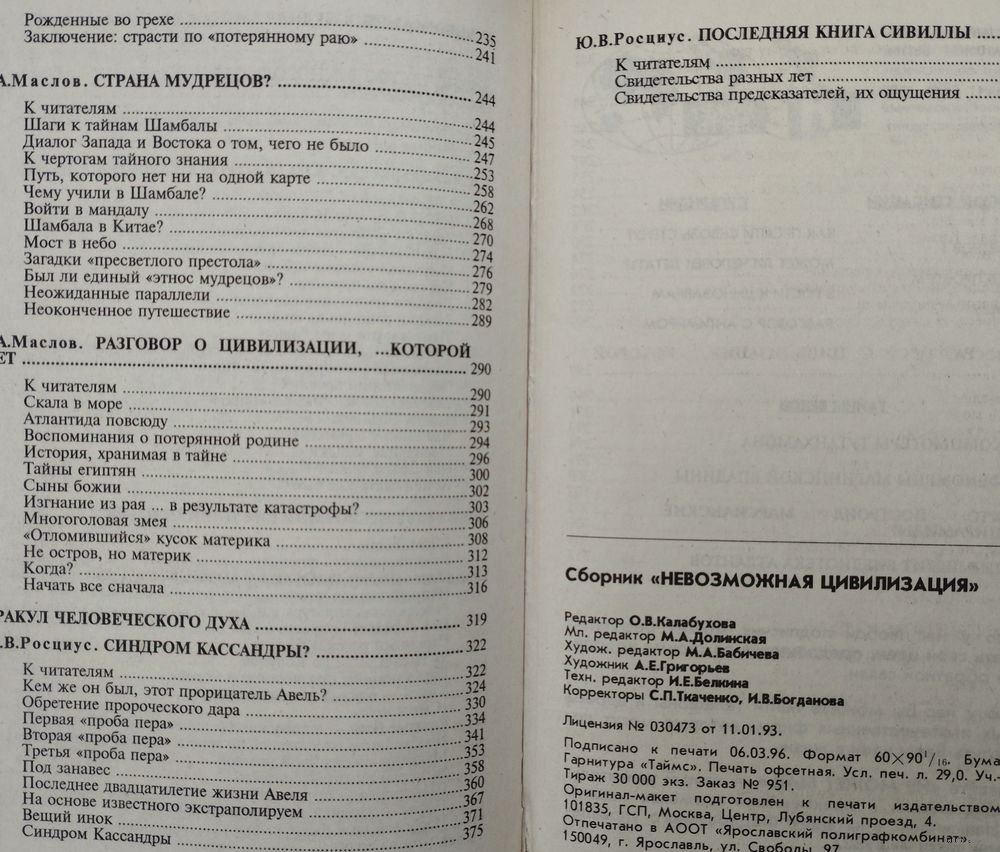 Рожденные во грехе 235
Заключение: страсти по «потерянному раю» 241
А.Маслов. СТРАНА МУДРЕЦОВ? 244
К читателям 244
Шаги к тайнам Шамбалы 245
Диалог Запада и Востока о том, чего не было 247
К чертогам тайного знания 253
Путь, которого нет ни на одной карте 258
Чему учили в Шамбале? 262
Войти в мандалу 268
Шамбала в Китае? 270
Мост в небо 274
Загадки «пресветлого престола» 276
Был ли единый «этнос мудрецов»? 279
Неожиданные параллели 282
Неоконченное путешествие 289
А.Маслов. РАЗГОВОР О ЦИВИЛИЗАЦИИ, ...КОТОРОЙ
ЕТ 290
К читателям 290
Скала в море 291
Атлантида повсюду 293
Воспоминания о потерянной родине 294
История, хранимая в тайне 296
Тайны египтян 300
Сыны божии 302
Изгнание из рая ... в результате катастрофы? 303
Многоголовая змея 306
«Отломившийся» кусок материка 308
Не остров, но материк 312
Когда? 313
Начать все сначала 316
РАКУЛ ЧЕЛОВЕЧЕСКОГО ДУХА 319
.В.Росциус. СИНДРОМ КАССАНДРЫ? 322
К читателям 322
Кем же он был, этот прорицатель Авель? 324
Обретение пророческого дара 330
Первая «проба пера» 334
Вторая «проба пера» 341
Третья «проба пера» 353
Под занавес 358
Последнее двадцатилетие жизни Авеля 360
На основе известного экстраполируем 367
Вещий инок 371
Синдром Кассандры 375
Ю.В.Росциус. ПОСЛЕДНЯЯ КНИГА СИВИЛЛЫ
К читателям
Свидетельства разных лет
Свидетельства предсказателей, их ощущения
Сборник «НЕВОЗМОЖНАЯ ЦИВИЛИЗАЦИЯ»
Редактор О.В.Калабухова
Мл. редактор М.А.Долинская
Худож. редактор М.А.Бабичева
Художник А.Е.Григорьев
Техн. редактор И.Е.Белкина
Корректоры С.П.Ткаченко, И.В.Богданова
Лицензия № 030473 от 11.01.93.
Подписано к печати 06.03.96. Формат 60×90 1/16. Бума
Гарнитура «Таймс». Печать офсетная. Усл. печ. л. 29,0. Уч.-
Тираж 30 000 экз. Заказ № 951.
Оригинал-макет подготовлен к печати издательством
101835, ГСП, Москва, Центр, Лубянский проезд, 4.
Отпечатано в АООТ «Ярославский полиграфкомбинат».
150049, г. Ярославль, ул. Свободы, 97.